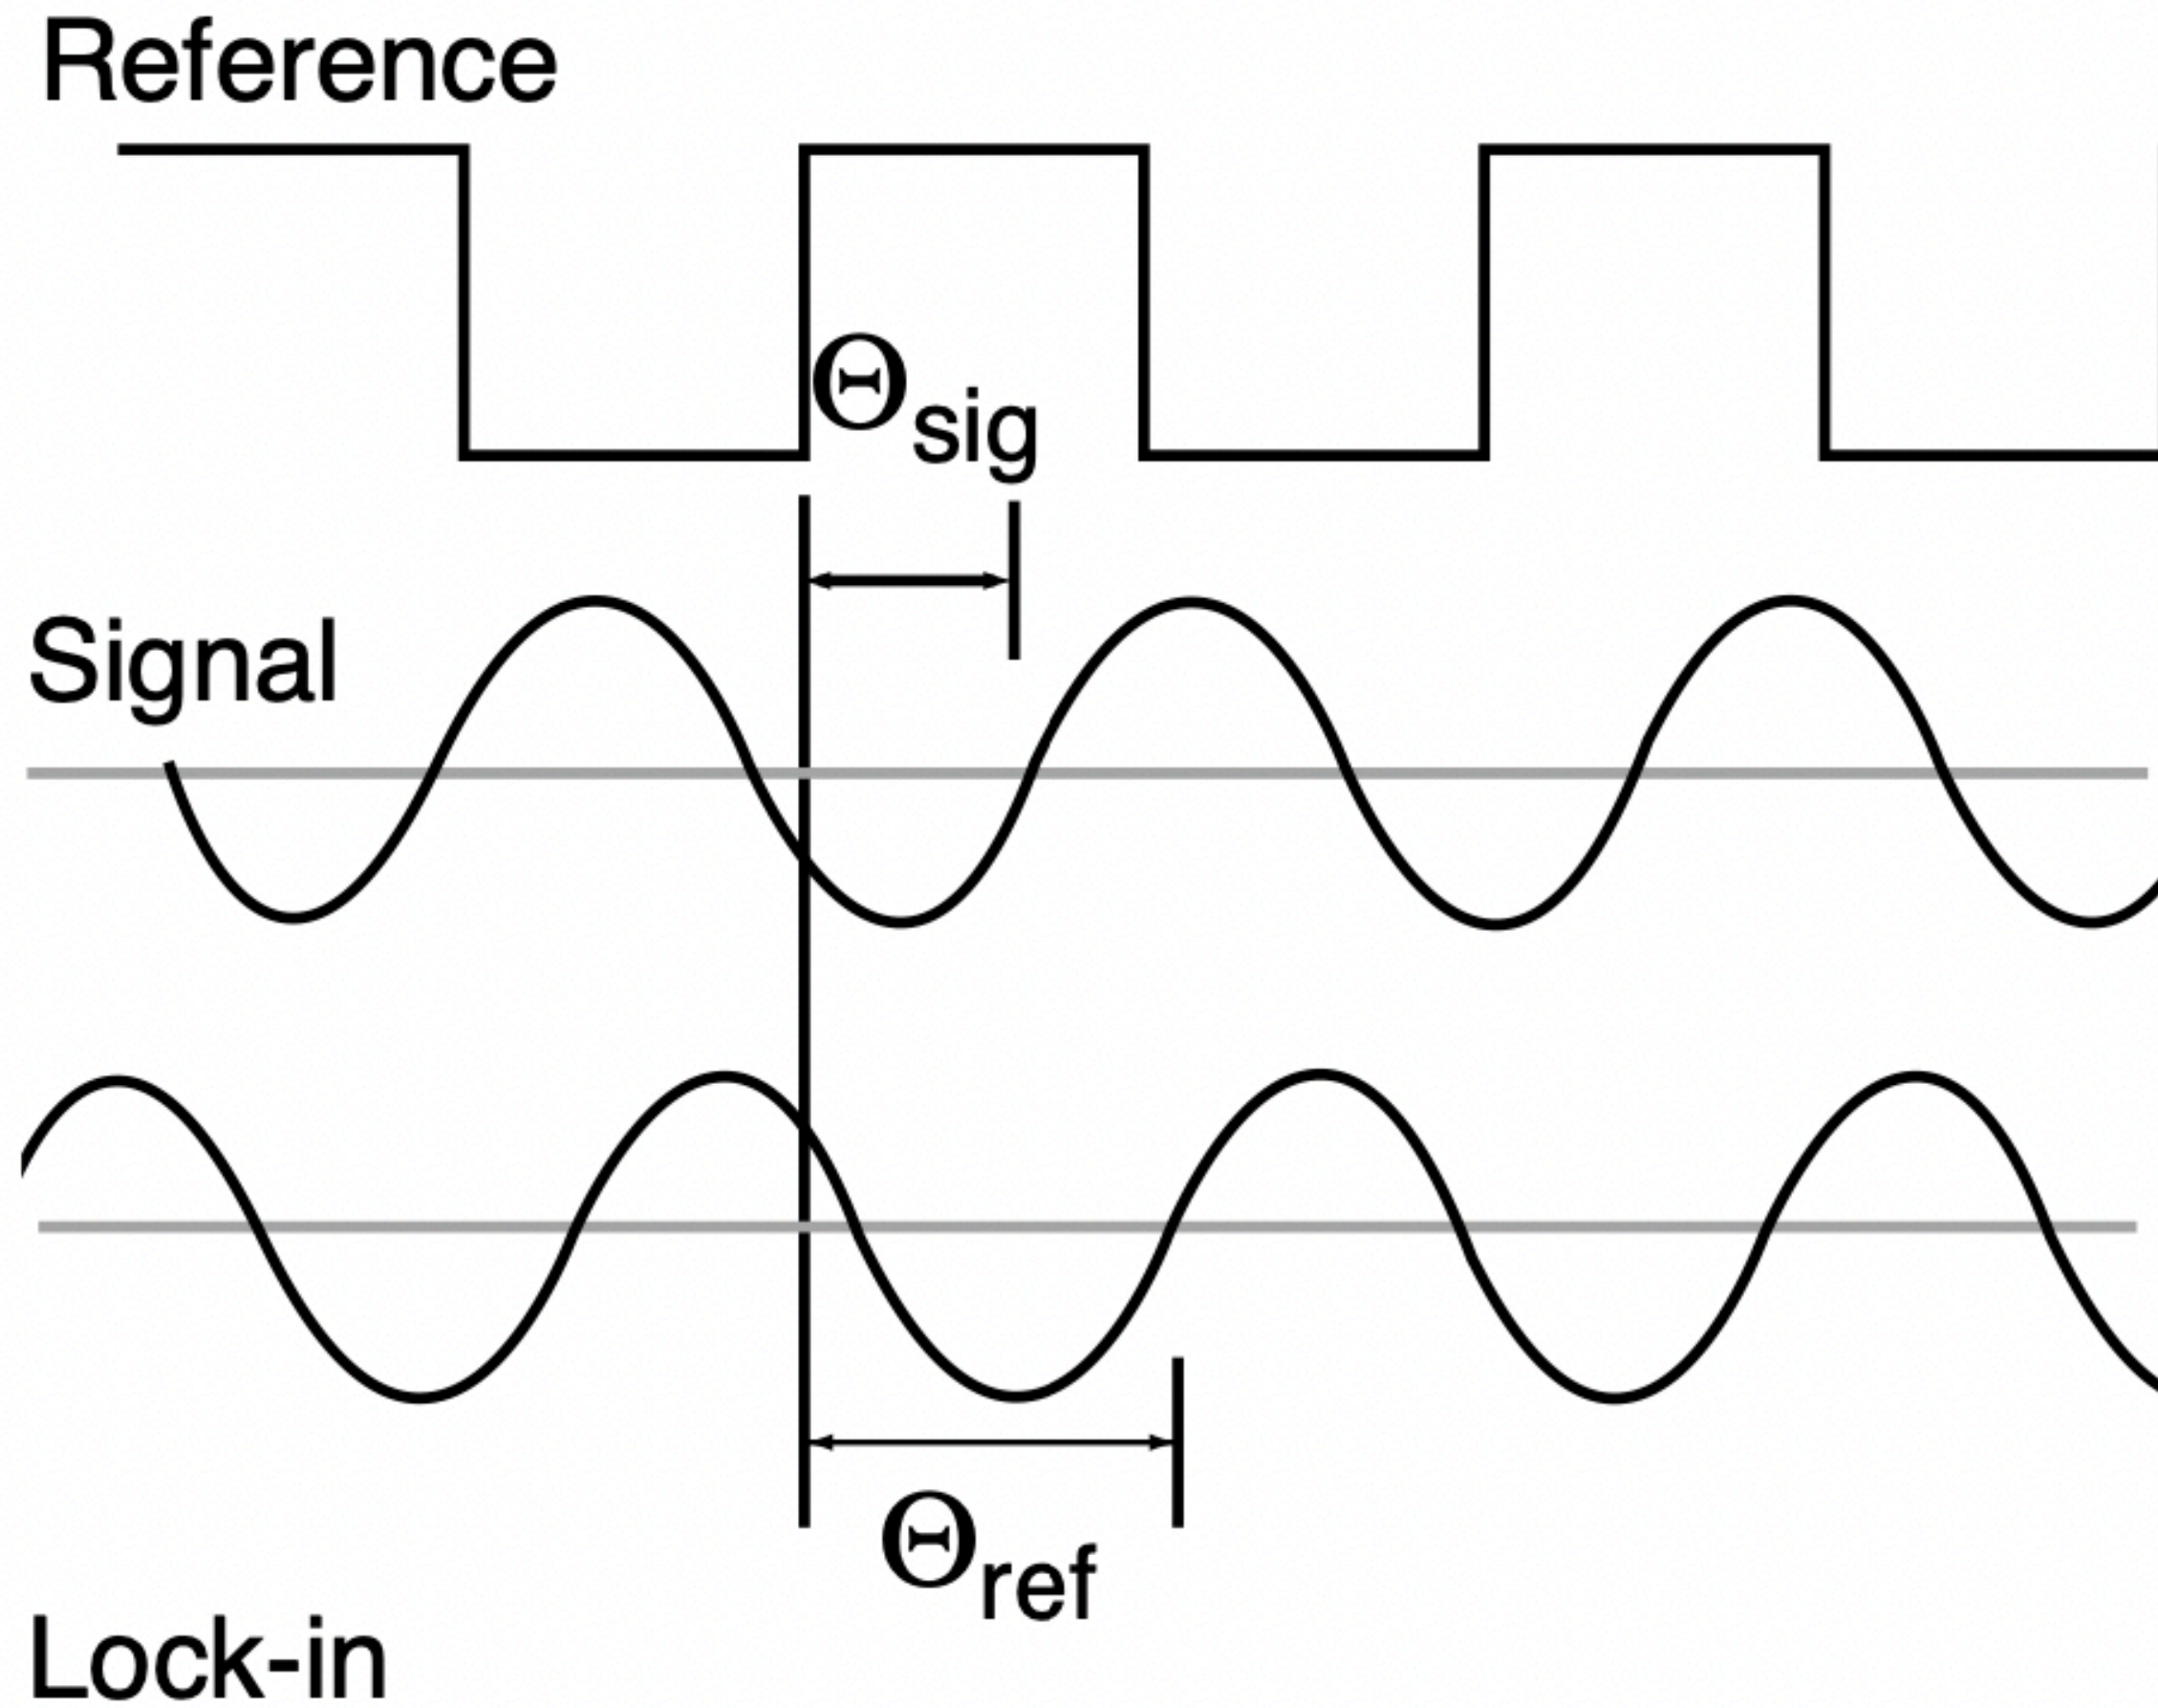 Reference
Θsig
Signal
Θref
Lock-in